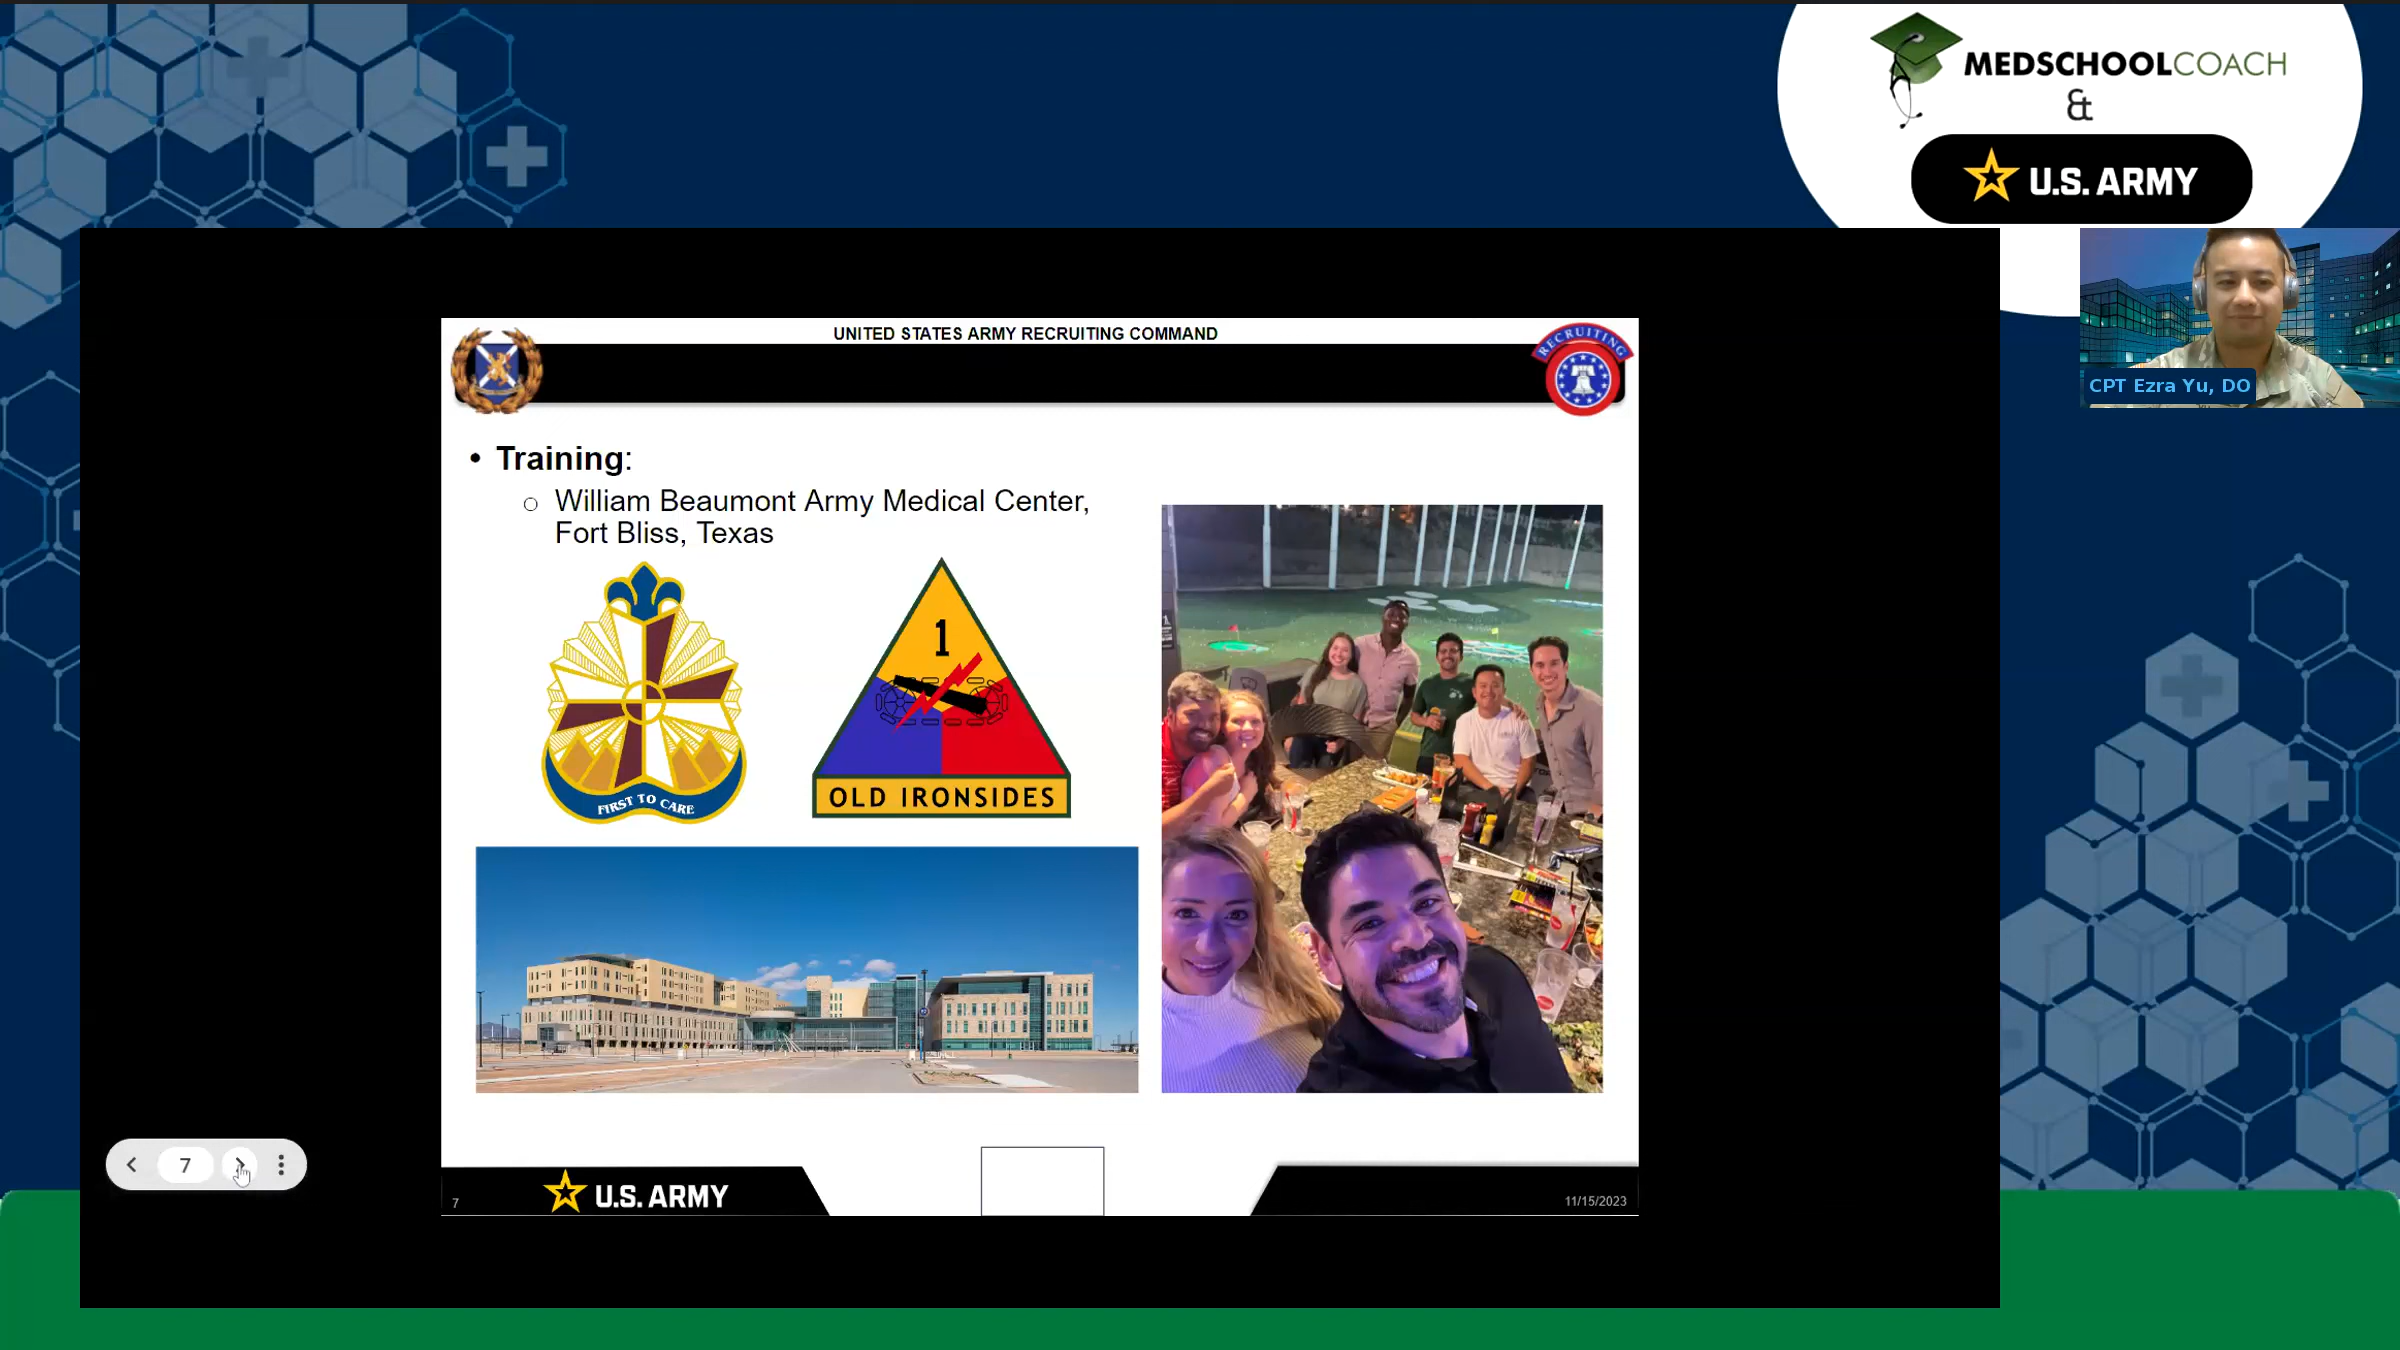 MEDSCHOOLCOACH
&
U.S. ARMY
CPT Ezra Yu, DO
UNITED STATES ARMY RECRUITING COMMAND
RECRUITING
• Training:
○ William Beaumont Army Medical Center,
Fort Bliss, Texas
1
FIRST TO CARE
OLD IRONSIDES
7
7
U.S. ARMY
11/15/2023